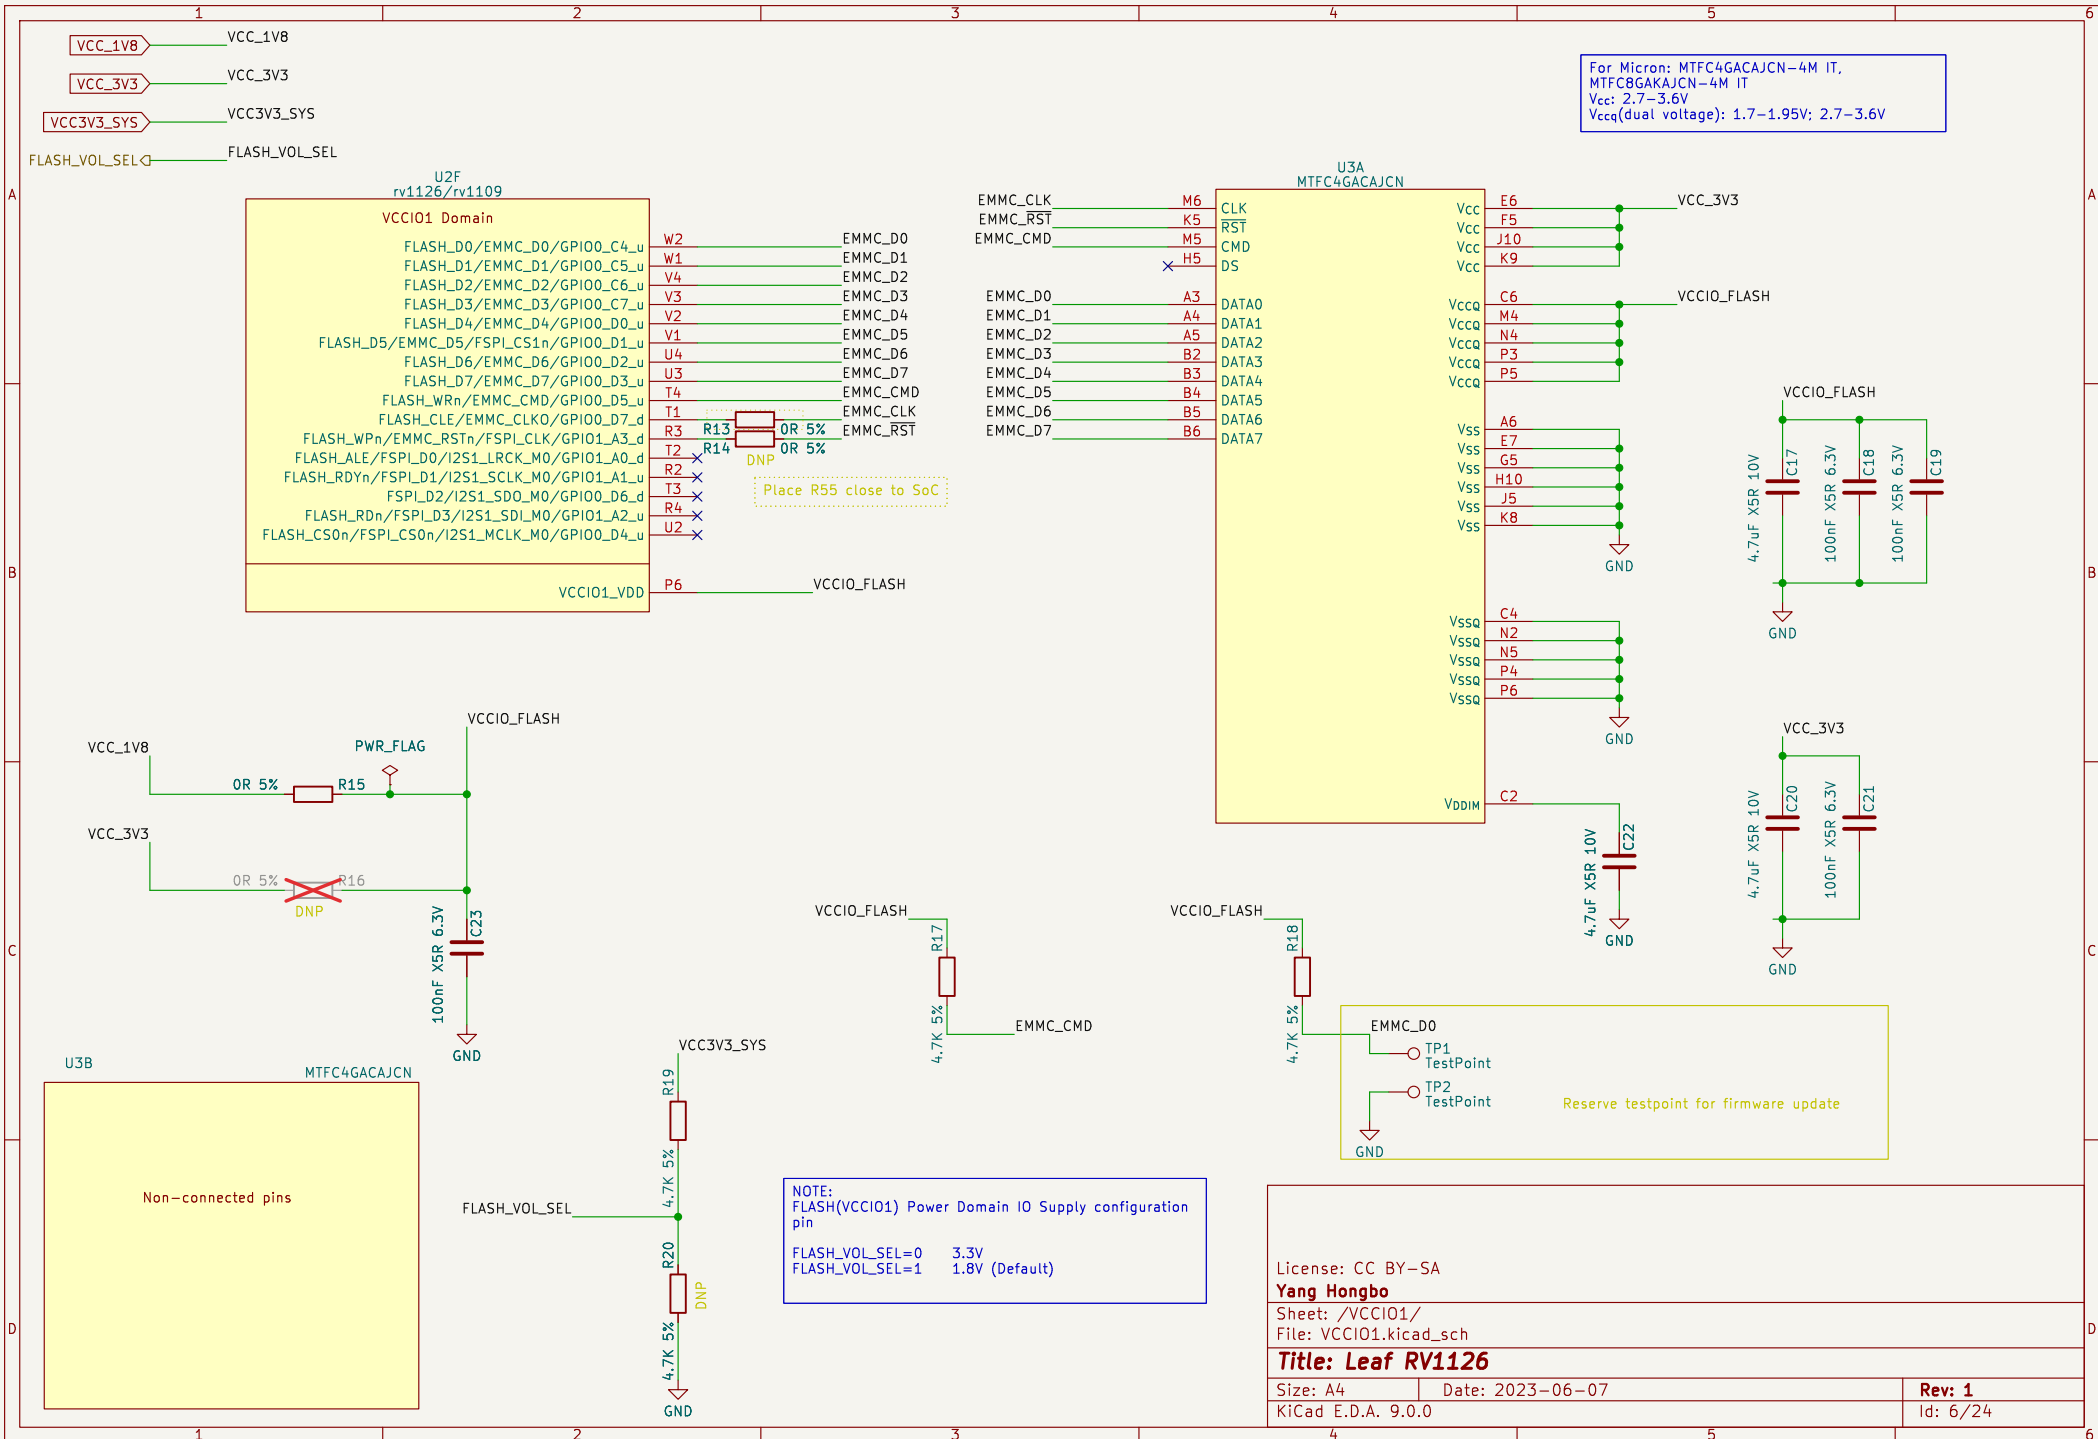 1 2 3 4 5 6
VCC_1V8 VCC_1V8
VCC_3V3 VCC_3V3
VCC3V3_SYS VCC3V3_SYS
FLASH_VOL_SEL FLASH_VOL_SEL
For Micron: MTFC4GACAJCN-4M IT,
MTFC8GAKAJCN-4M IT
Vcc: 2.7-3.6V
Vccq(dual voltage): 1.7-1.95V; 2.7-3.6V
A
A
U2F
rv1126/rv1109
VCCIO1 Domain
FLASH_D0/EMMC_D0/GPIO0_C4_u W2 EMMC_D0
FLASH_D1/EMMC_D1/GPIO0_C5_u W1 EMMC_D1
FLASH_D2/EMMC_D2/GPIO0_C6_u V4 EMMC_D2
FLASH_D3/EMMC_D3/GPIO0_C7_u V3 EMMC_D3
FLASH_D4/EMMC_D4/GPIO0_D0_u V2 EMMC_D4
FLASH_D5/EMMC_D5/FSPI_CS1n/GPIO0_D1_u V1 EMMC_D5
FLASH_D6/EMMC_D6/GPIO0_D2_u U4 EMMC_D6
FLASH_D7/EMMC_D7/GPIO0_D3_u U3 EMMC_D7
FLASH_WRn/EMMC_CMD/GPIO0_D5_u T4 EMMC_CMD
FLASH_CLE/EMMC_CLKO/GPIO0_D7_d T1 R13 0R 5% EMMC_CLK
FLASH_WPn/EMMC_RSTn/FSPI_CLK/GPIO1_A3_d R3 R14 0R 5% EMMC_RST
DNP
FLASH_ALE/FSPI_D0/I2S1_LRCK_M0/GPIO1_A0_d T2
FLASH_RDYn/FSPI_D1/I2S1_SCLK_M0/GPIO1_A1_u R2
FSPI_D2/I2S1_SDO_M0/GPIO0_D6_d T3
FLASH_RDn/FSPI_D3/I2S1_SDI_M0/GPIO1_A2_u R4
FLASH_CS0n/FSPI_CS0n/I2S1_MCLK_M0/GPIO0_D4_u U2
Place R55 close to SoC
VCCIO1_VDD P6 VCCIO_FLASH
U3A
MTFC4GACAJCN
EMMC_CLK M6 CLK
EMMC_RST K5 RST
EMMC_CMD M5 CMD
H5 DS
EMMC_D0 A3 DATA0
EMMC_D1 A4 DATA1
EMMC_D2 A5 DATA2
EMMC_D3 B2 DATA3
EMMC_D4 B3 DATA4
EMMC_D5 B4 DATA5
EMMC_D6 B5 DATA6
EMMC_D7 B6 DATA7
Vcc E6 VCC_3V3
Vcc F5
Vcc J10
Vcc K9
VccQ C6 VCCIO_FLASH
VccQ M4
VccQ N4
VccQ P3
VccQ P5
Vss A6
Vss E7
Vss G5
Vss H10
Vss J5
Vss K8
GND
VssQ C4
VssQ N2
VssQ N5
VssQ P4
VssQ P6
GND
VDDIM C2
C22
4.7uF X5R 10V
GND
VCCIO_FLASH
C17
4.7uF X5R 10V
C18
100nF X5R 6.3V
C19
100nF X5R 6.3V
GND
B
B
VCC_3V3
C20
4.7uF X5R 10V
C21
100nF X5R 6.3V
GND
VCCIO_FLASH
VCC_1V8
PWR_FLAG
0R 5% R15
VCC_3V3
0R 5% R16
DNP
C23
100nF X5R 6.3V
GND
C
C
VCCIO_FLASH
R17
4.7K 5%
EMMC_CMD
VCCIO_FLASH
R18
4.7K 5%
EMMC_D0
TP1
TestPoint
TP2
TestPoint
GND
Reserve testpoint for firmware update
U3B
MTFC4GACAJCN
Non-connected pins
VCC3V3_SYS
R19
4.7K 5%
FLASH_VOL_SEL
R20
DNP
4.7K 5%
GND
NOTE:
FLASH(VCCIO1) Power Domain IO Supply configuration
pin
FLASH_VOL_SEL=0 3.3V
FLASH_VOL_SEL=1 1.8V (Default)
D
D
License: CC BY-SA
Yang Hongbo
Sheet: /VCCIO1/
File: VCCIO1.kicad_sch
Title: Leaf RV1126
Size: A4 Date: 2023-06-07 Rev: 1
KiCad E.D.A. 9.0.0 Id: 6/24
1 2 3 4 5 6